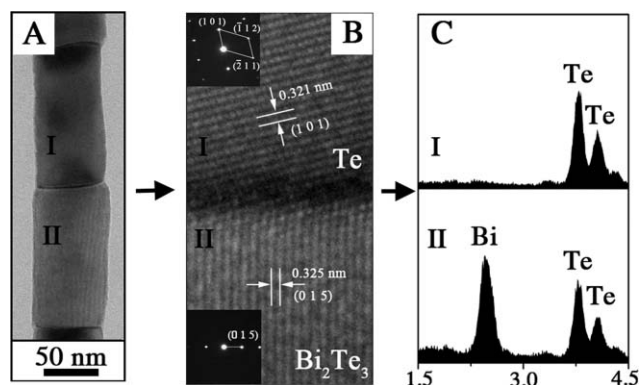 A
I
II
50 nm
B
(1 0 1)
(1̄ 1 2)
(2̄ 1 1)
0.321 nm
(1 0 1)
I
Te
II
0.325 nm
(0 1 5)
(0 1 5)
Bi₂Te₃
C
I
Te
Te
II
Bi
Te
Te
1.5 3.0 4.5